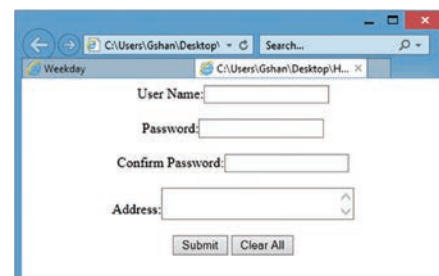 C:\Users\Gshan\Desktop\ Search...
Weekday C:\Users\Gshan\Desktop\H...
User Name:
Password:
Confirm Password:
Address:
Submit Clear All